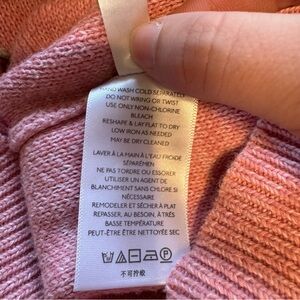 HAND WASH COLD SEPARATELY
DO NOT WRING OR TWIST
USE ONLY NON-CHLORINE
BLEACH
RESHAPE & LAY FLAT TO DRY
LOW IRON AS NEEDED
MAY BE DRY CLEANED
LAVER À LA MAIN À L'EAU FROIDE
SÉPARÉMEN
NE PAS TORDRE OU ESSORER
UTILISER UN AGENT DE
BLANCHIMENT SANS CHLORE SI
NÉCESSAIRE
REMODELER ET SÉCHER À PLAT
REPASSER, AU BESOIN, À TRÈS
BASSE TEMPÉRATURE
PEUT-ÊTRE ÊTRE NETTOYÉE SEC
不可拧绞